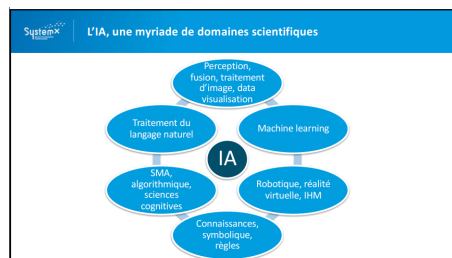 SystemX
L'IA, une myriade de domaines scientifiques
Perception,
fusion, traitement
d'image, data
visualisation
Traitement du
langage naturel
Machine learning
IA
SMA,
algorithmique,
sciences
cognitives
Robotique, réalité
virtuelle, IHM
Connaissances,
symbolique,
règles